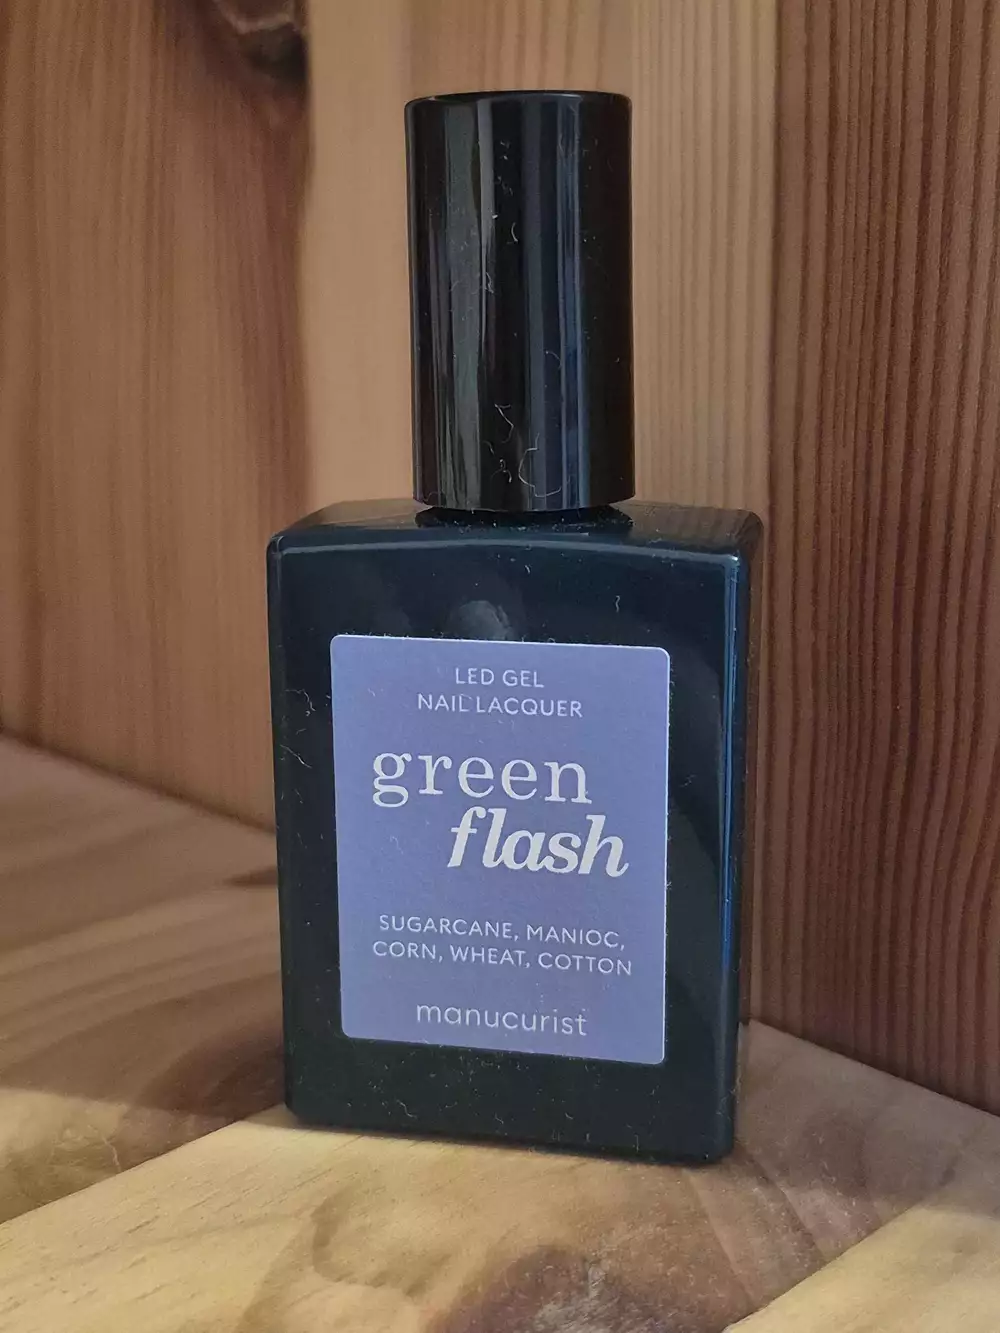 LED GEL
NAIL LACQUER
green
flash
SUGARCANE, MANIOC,
CORN, WHEAT, COTTON
manucurist